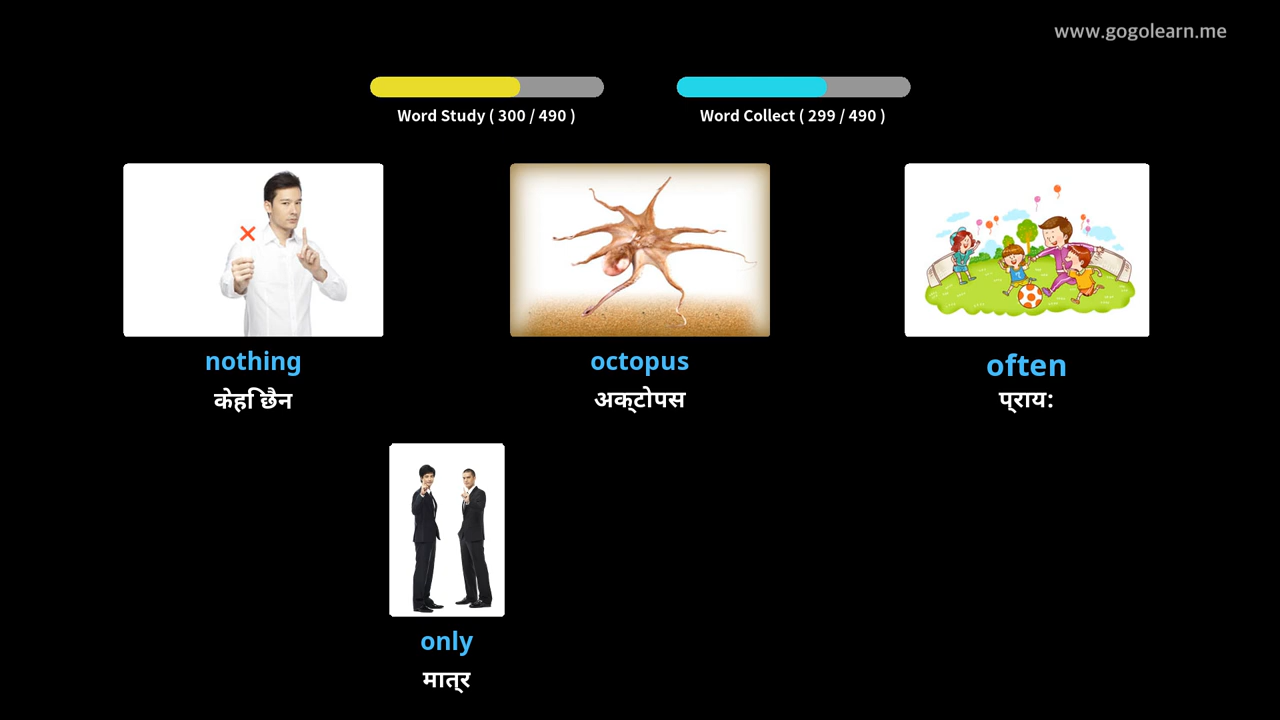 www.gogolearn.me
Word Study ( 300 / 490 )
Word Collect ( 299 / 490 )
nothing
केहि छैन
octopus
अक्टोपस
often
प्राय:
only
मात्र